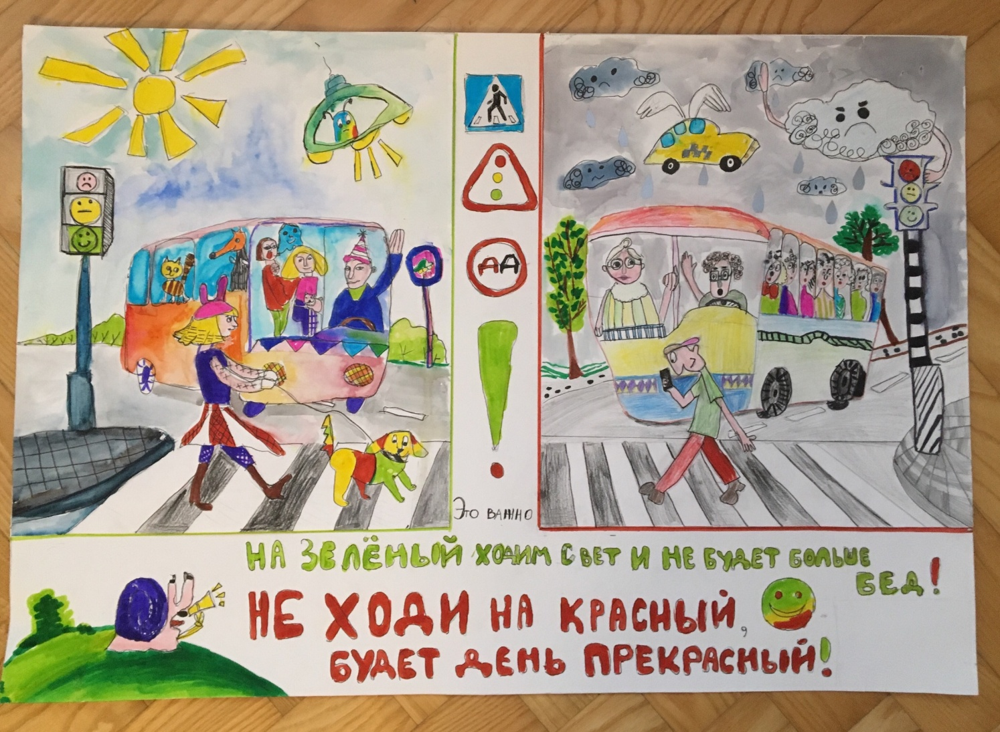 АА
Это важно
НА ЗЕЛЁНЫЙ ХОДИМ СВЕТ И НЕ БУДЕТ БОЛЬШЕ
БЕД!
НЕ ХОДИ НА КРАСНЫЙ,
БУДЕТ ДЕНЬ ПРЕКРАСНЫЙ!